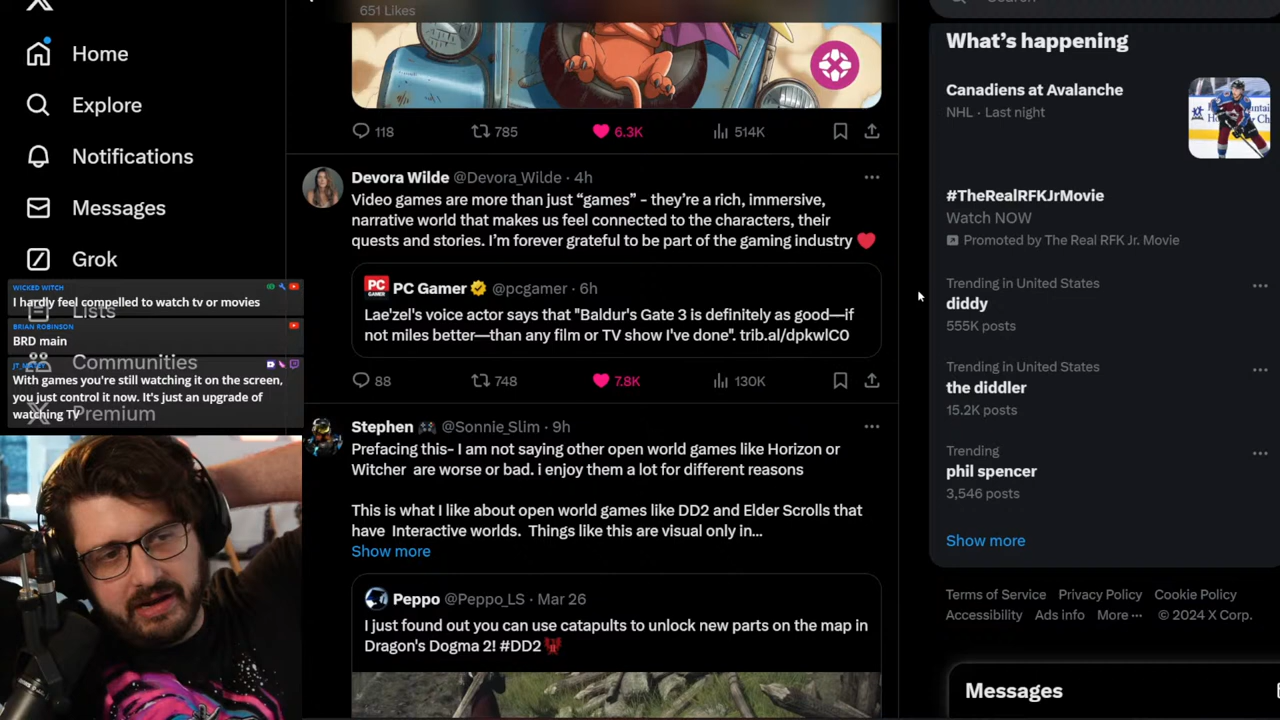 651 Likes
118
785
6.3K
514K
Home
Explore
Notifications
Messages
Grok
Lists
Communities
Premium
WICKED WITCH
I hardly feel compelled to watch tv or movies
BRIAN ROBINSON
BRD main
With games you're still watching it on the screen,
you just control it now. It's just an upgrade of
watching TV
Devora Wilde @Devora_Wilde · 4h
Video games are more than just “games” - they’re a rich, immersive,
narrative world that makes us feel connected to the characters, their
quests and stories. I’m forever grateful to be part of the gaming industry
PC GAMER
PC Gamer @pcgamer · 6h
Lae'zel's voice actor says that "Baldur's Gate 3 is definitely as good—if
not miles better—than any film or TV show I've done". trib.al/dpkwlC0
88
748
7.8K
130K
Stephen @Sonnie_Slim · 9h
Prefacing this- I am not saying other open world games like Horizon or
Witcher are worse or bad. i enjoy them a lot for different reasons
This is what I like about open world games like DD2 and Elder Scrolls that
have Interactive worlds. Things like this are visual only in...
Show more
Peppo @Peppo_LS · Mar 26
I just found out you can use catapults to unlock new parts on the map in
Dragon's Dogma 2! #DD2
Search
What’s happening
Canadiens at Avalanche
NHL · Last night
#TheRealRFKJrMovie
Watch NOW
Promoted by The Real RFK Jr. Movie
Trending in United States
diddy
555K posts
Trending in United States
the diddler
15.2K posts
Trending
phil spencer
3,546 posts
Show more
Terms of Service Privacy Policy Cookie Policy
Accessibility Ads info More ··· © 2024 X Corp.
Messages